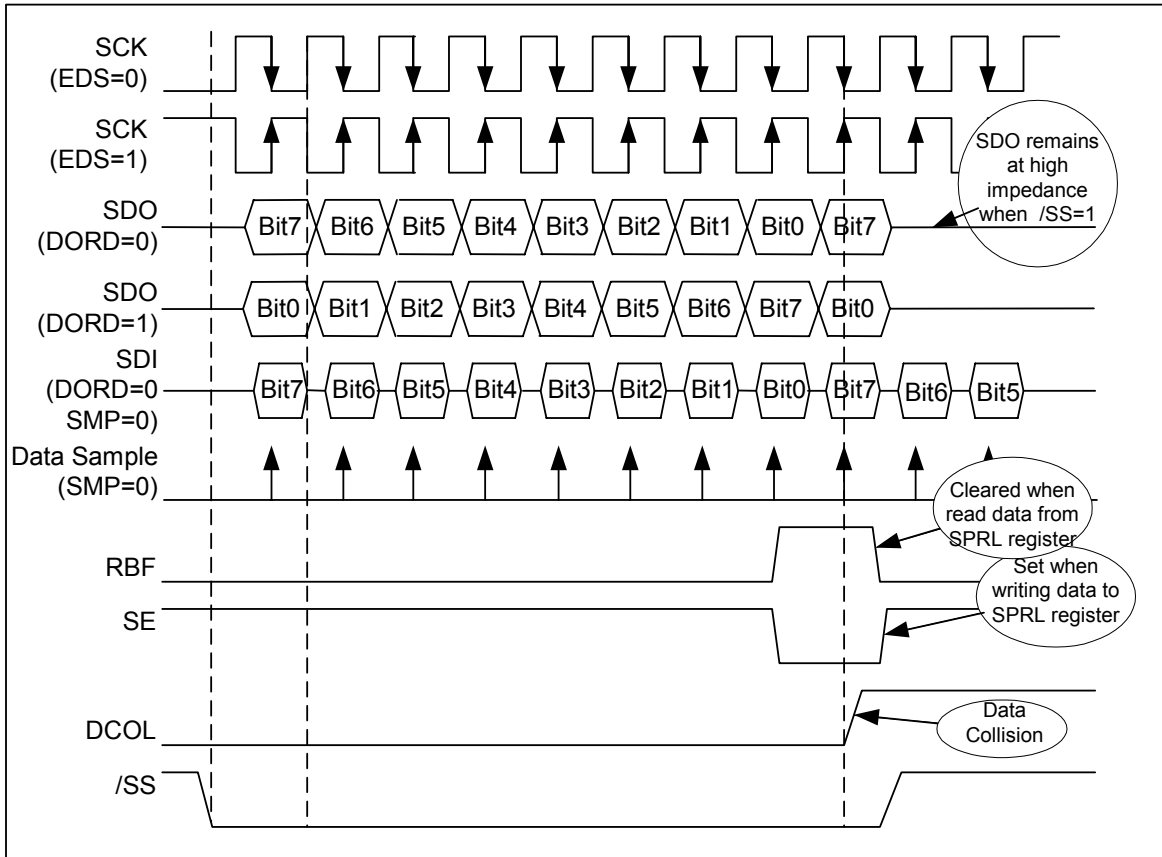 SCK
(EDS=0)
SCK
(EDS=1)
SDO remains
at high
impedance
when /SS=1
SDO
(DORD=0)
Bit7 Bit6 Bit5 Bit4 Bit3 Bit2 Bit1 Bit0 Bit7
SDO
(DORD=1)
Bit0 Bit1 Bit2 Bit3 Bit4 Bit5 Bit6 Bit7 Bit0
SDI
(DORD=0
SMP=0)
Bit7 Bit6 Bit5 Bit4 Bit3 Bit2 Bit1 Bit0 Bit7 Bit6 Bit5
Data Sample
(SMP=0)
Cleared when
read data from
SPRL register
RBF
Set when
writing data to
SPRL register
SE
DCOL
Data
Collision
/SS